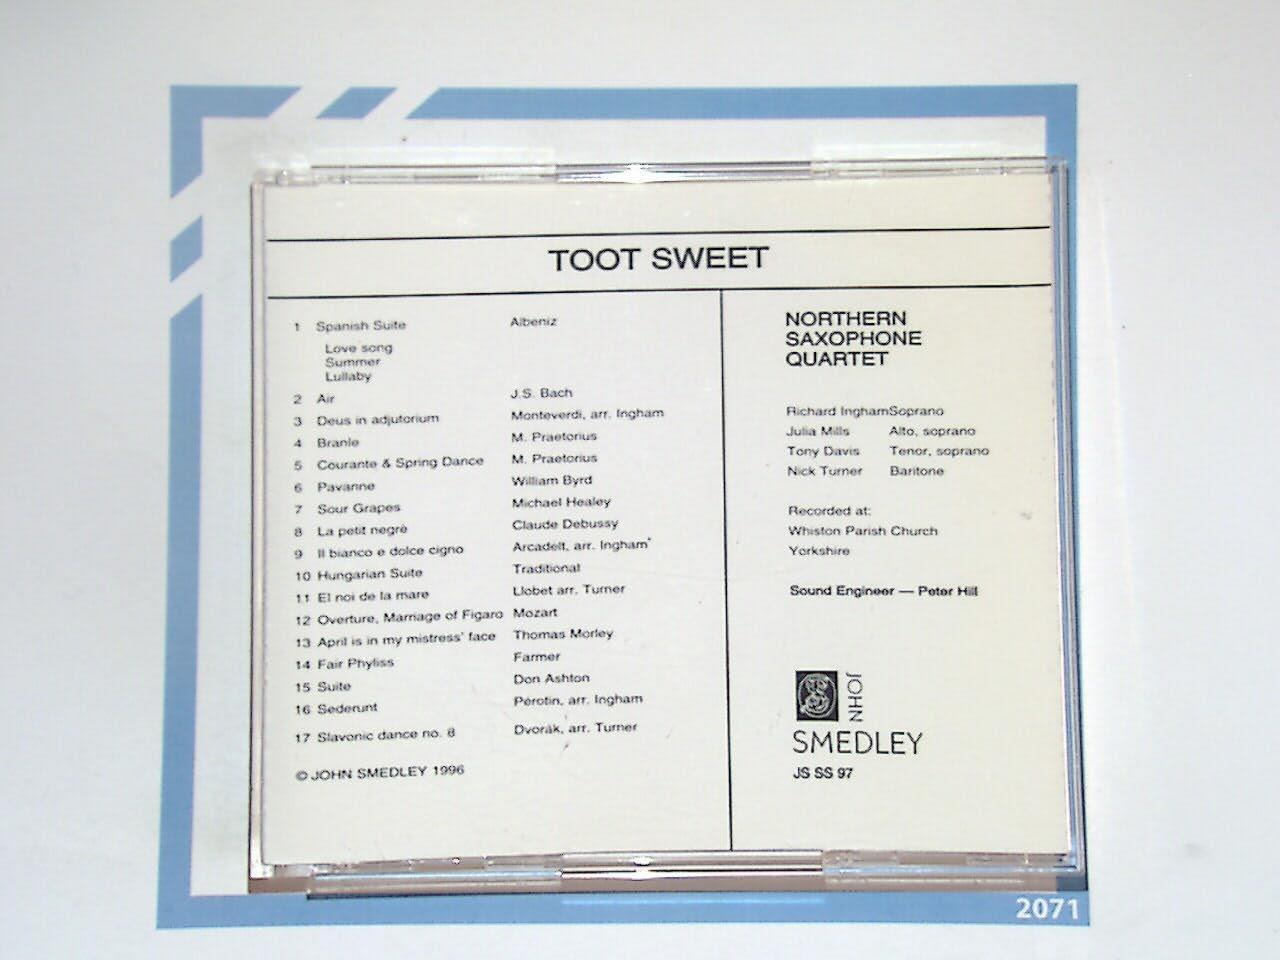 TOOT SWEET
1 Spanish Suite Albeniz
Love song
Summer
Lullaby
2 Air J.S. Bach
3 Deus in adjutorium Monteverdi, arr. Ingham
4 Branle M. Praetorius
5 Courante & Spring Dance M. Praetorius
6 Pavanne William Byrd
7 Sour Grapes Michael Healey
8 La petit negrè Claude Debussy
9 Il bianco e dolce cigno Arcadelt, arr. Ingham
10 Hungarian Suite Traditional
11 El noi de la mare Llobet arr. Turner
12 Overture, Marriage of Figaro Mozart
13 April is in my mistress' face Thomas Morley
14 Fair Phyliss Farmer
15 Suite Don Ashton
16 Sederunt Pérotin, arr. Ingham
17 Slavonic dance no. 8 Dvorák, arr. Turner
© JOHN SMEDLEY 1996
NORTHERN
SAXOPHONE
QUARTET
Richard InghamSoprano
Julia Mills Alto, soprano
Tony Davis Tenor, soprano
Nick Turner Baritone
Recorded at:
Whiston Parish Church
Yorkshire
Sound Engineer — Peter Hill
JOHN
SMEDLEY
JS SS 97
2071